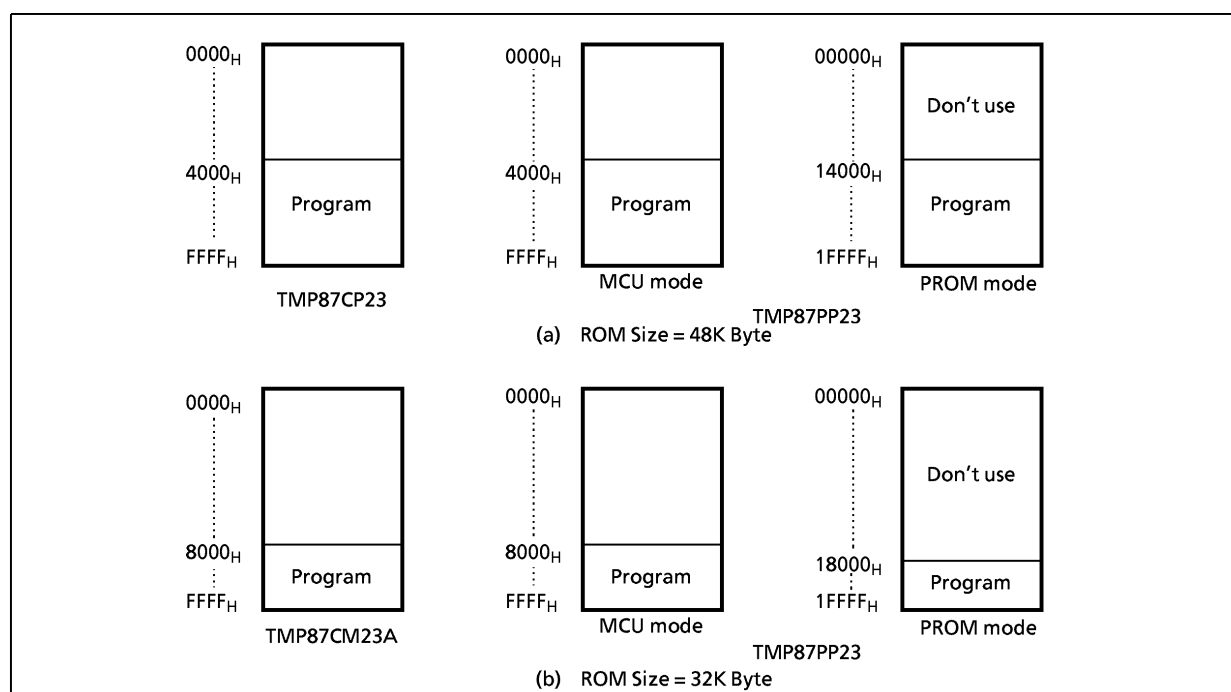 0000H 0000H 00000H
Don't use
4000H 4000H 14000H
Program Program Program
FFFFH FFFFH 1FFFFH
MCU mode PROM mode
TMP87CP23
TMP87PP23
(a) ROM Size = 48K Byte
0000H 0000H 00000H
Don't use
8000H 8000H 18000H
Program Program Program
FFFFH FFFFH 1FFFFH
MCU mode PROM mode
TMP87CM23A
TMP87PP23
(b) ROM Size = 32K Byte